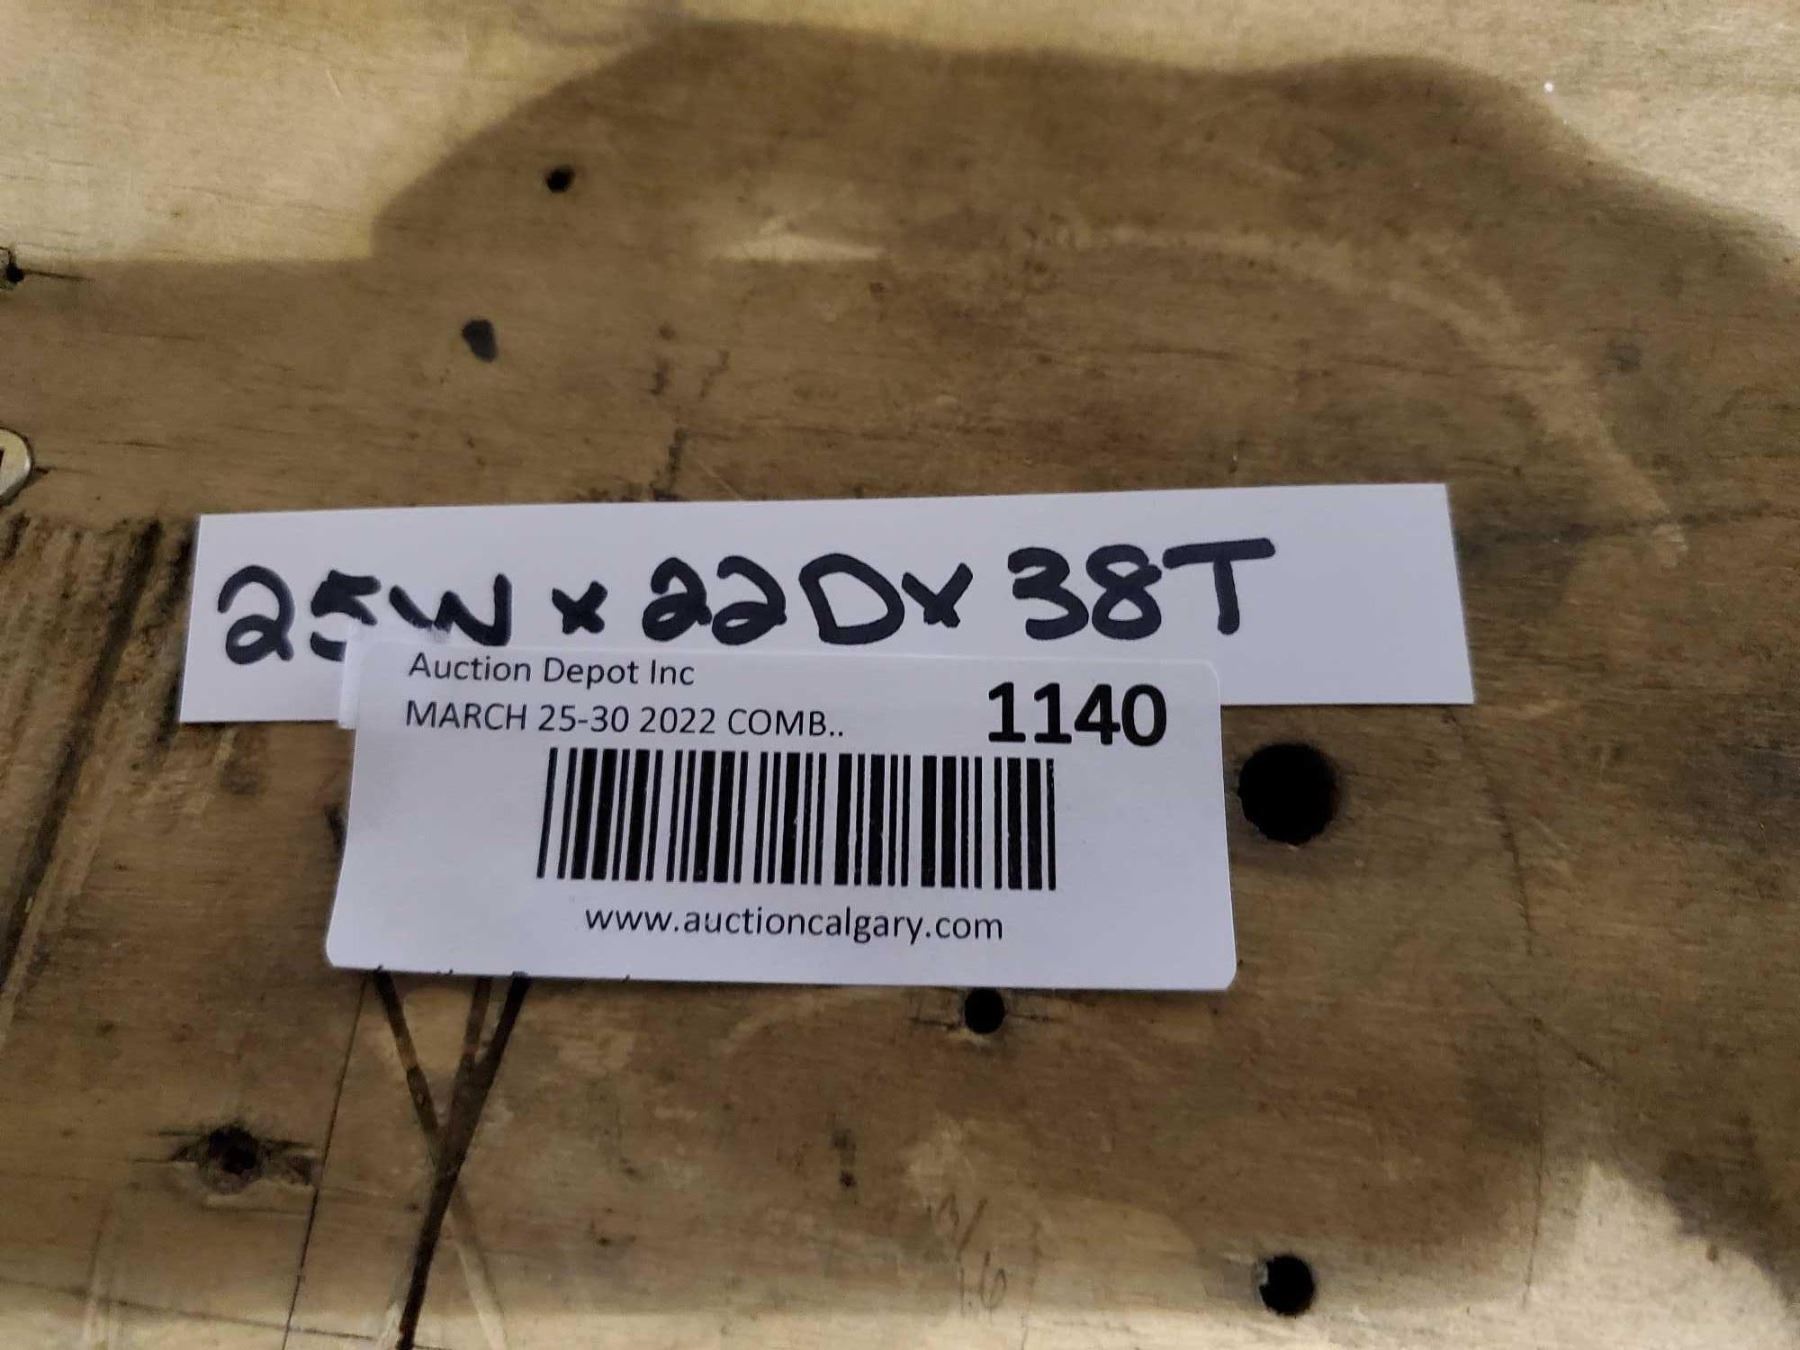 25W x 22D x 38T
Auction Depot Inc
MARCH 25-30 2022 COMB..
1140
www.auctioncalgary.com